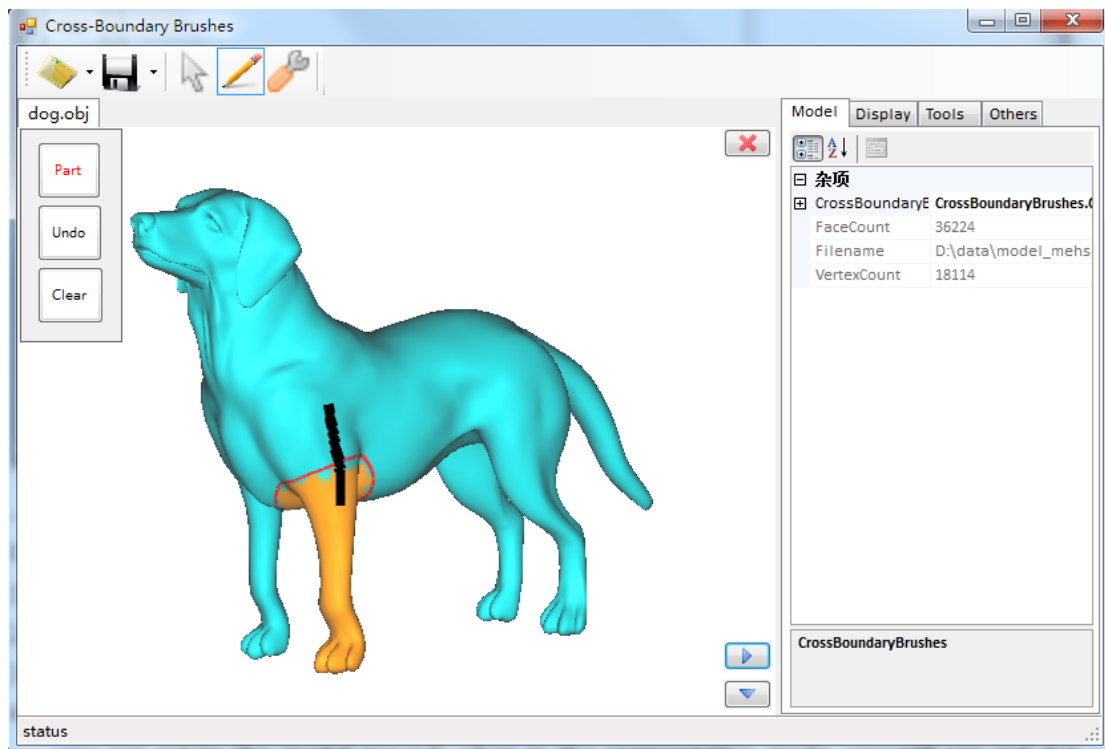 Cross-Boundary Brushes
dog.obj
Part
Undo
Clear
Model Display Tools Others
杂项
CrossBoundaryB CrossBoundaryBrushes.C
FaceCount 36224
Filename D:\data\model_mehs
VertexCount 18114
CrossBoundaryBrushes
status